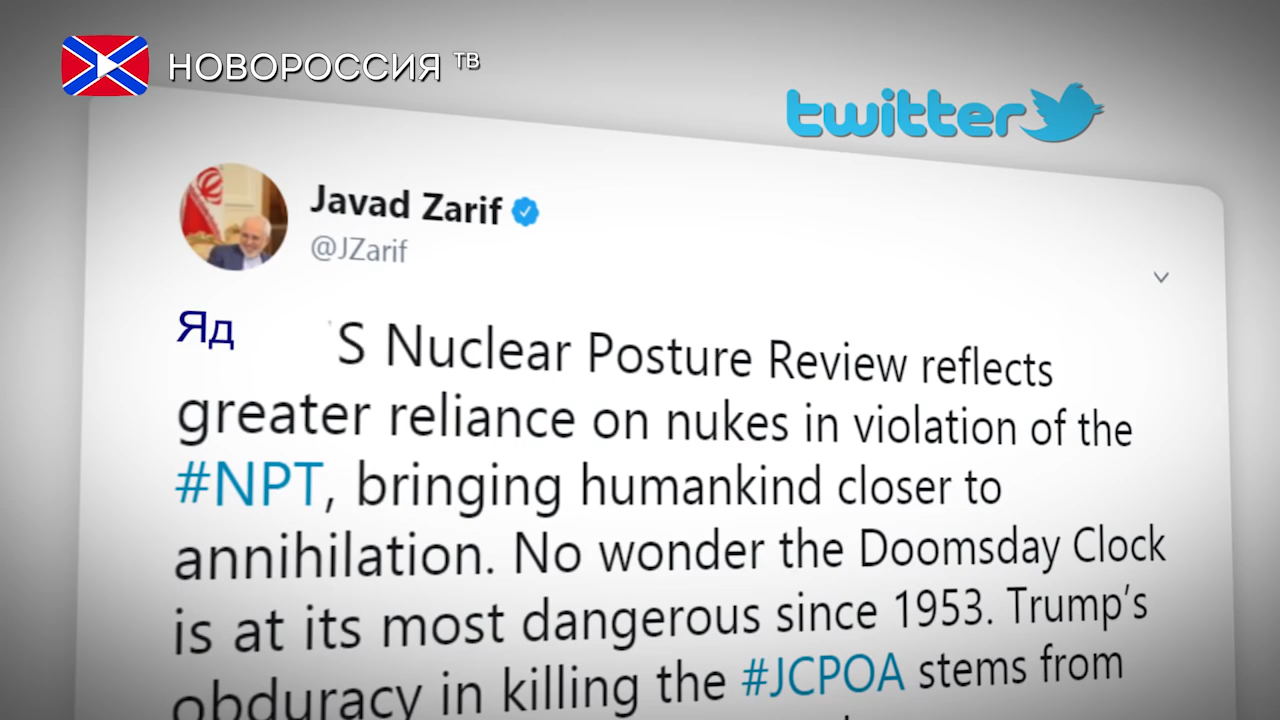 НОВОРОССИЯ ТВ
twitter
Javad Zarif
@JZarif
Яд S Nuclear Posture Review reflects
greater reliance on nukes in violation of the
#NPT, bringing humankind closer to
annihilation. No wonder the Doomsday Clock
is at its most dangerous since 1953. Trump’s
obduracy in killing the #JCPOA stems from